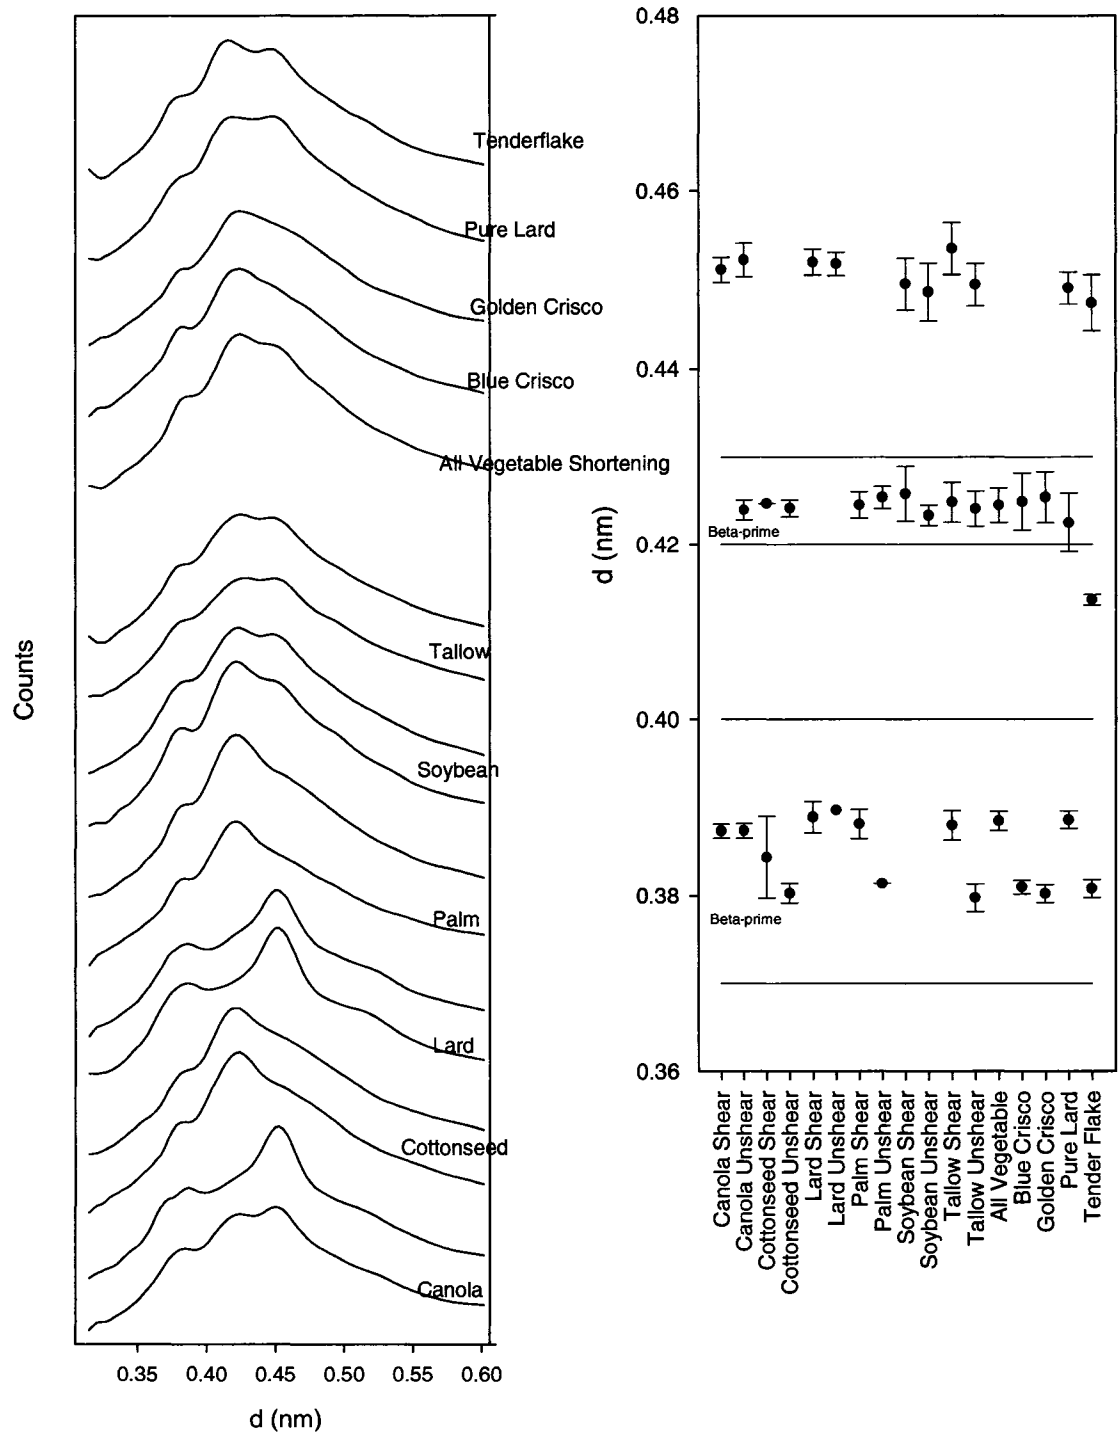 Counts
Tenderflake
Pure Lard
Golden Crisco
Blue Crisco
All Vegetable Shortening
Tallow
Soybean
Palm
Lard
Cottonseed
Canola
0.35 0.40 0.45 0.50 0.55 0.60
d (nm)
d (nm)
0.48
0.46
0.44
0.42
0.40
0.38
0.36
Beta-prime
Beta-prime
Canola Shear
Canola Unshear
Cottonseed Shear
Cottonseed Unshear
Lard Shear
Lard Unshear
Palm Shear
Palm Unshear
Soybean Shear
Soybean Unshear
Tallow Shear
Tallow Unshear
All Vegetable
Blue Crisco
Golden Crisco
Pure Lard
Tender Flake